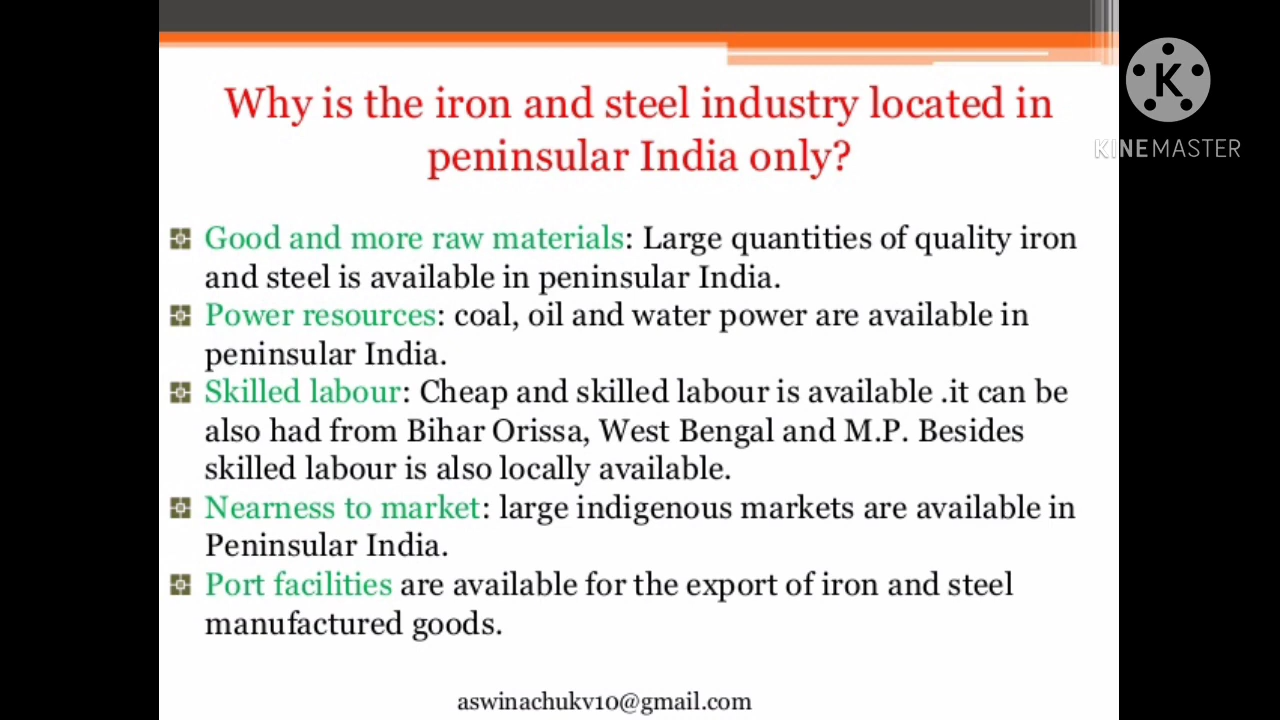 Why is the iron and steel industry located in
peninsular India only?
K
KINEMASTER
Good and more raw materials: Large quantities of quality iron
and steel is available in peninsular India.
Power resources: coal, oil and water power are available in
peninsular India.
Skilled labour: Cheap and skilled labour is available .it can be
also had from Bihar Orissa, West Bengal and M.P. Besides
skilled labour is also locally available.
Nearness to market: large indigenous markets are available in
Peninsular India.
Port facilities are available for the export of iron and steel
manufactured goods.
aswinachukv10@gmail.com